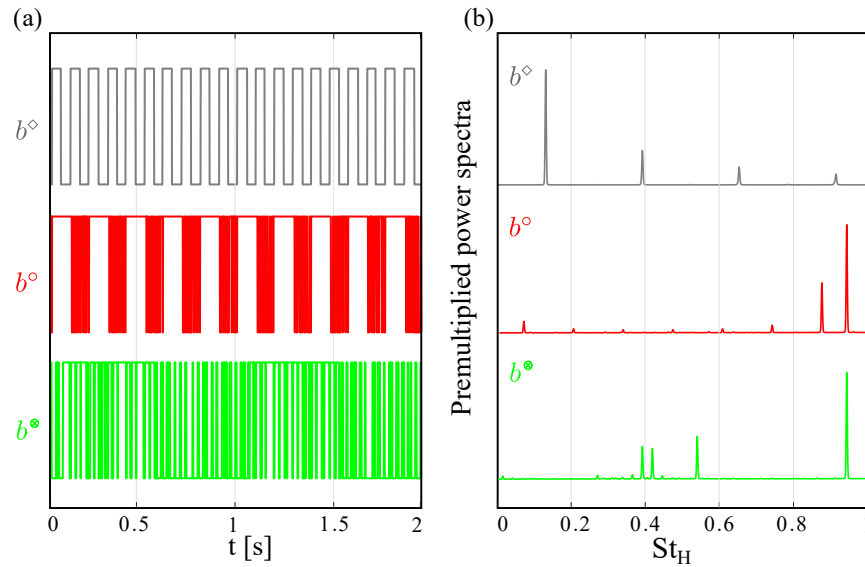 (a)
b◇
b○
b⊗
0 0.5 1 1.5 2
t [s]
(b)
Premultiplied power spectra
b◇
b○
b⊗
0 0.2 0.4 0.6 0.8
St_H